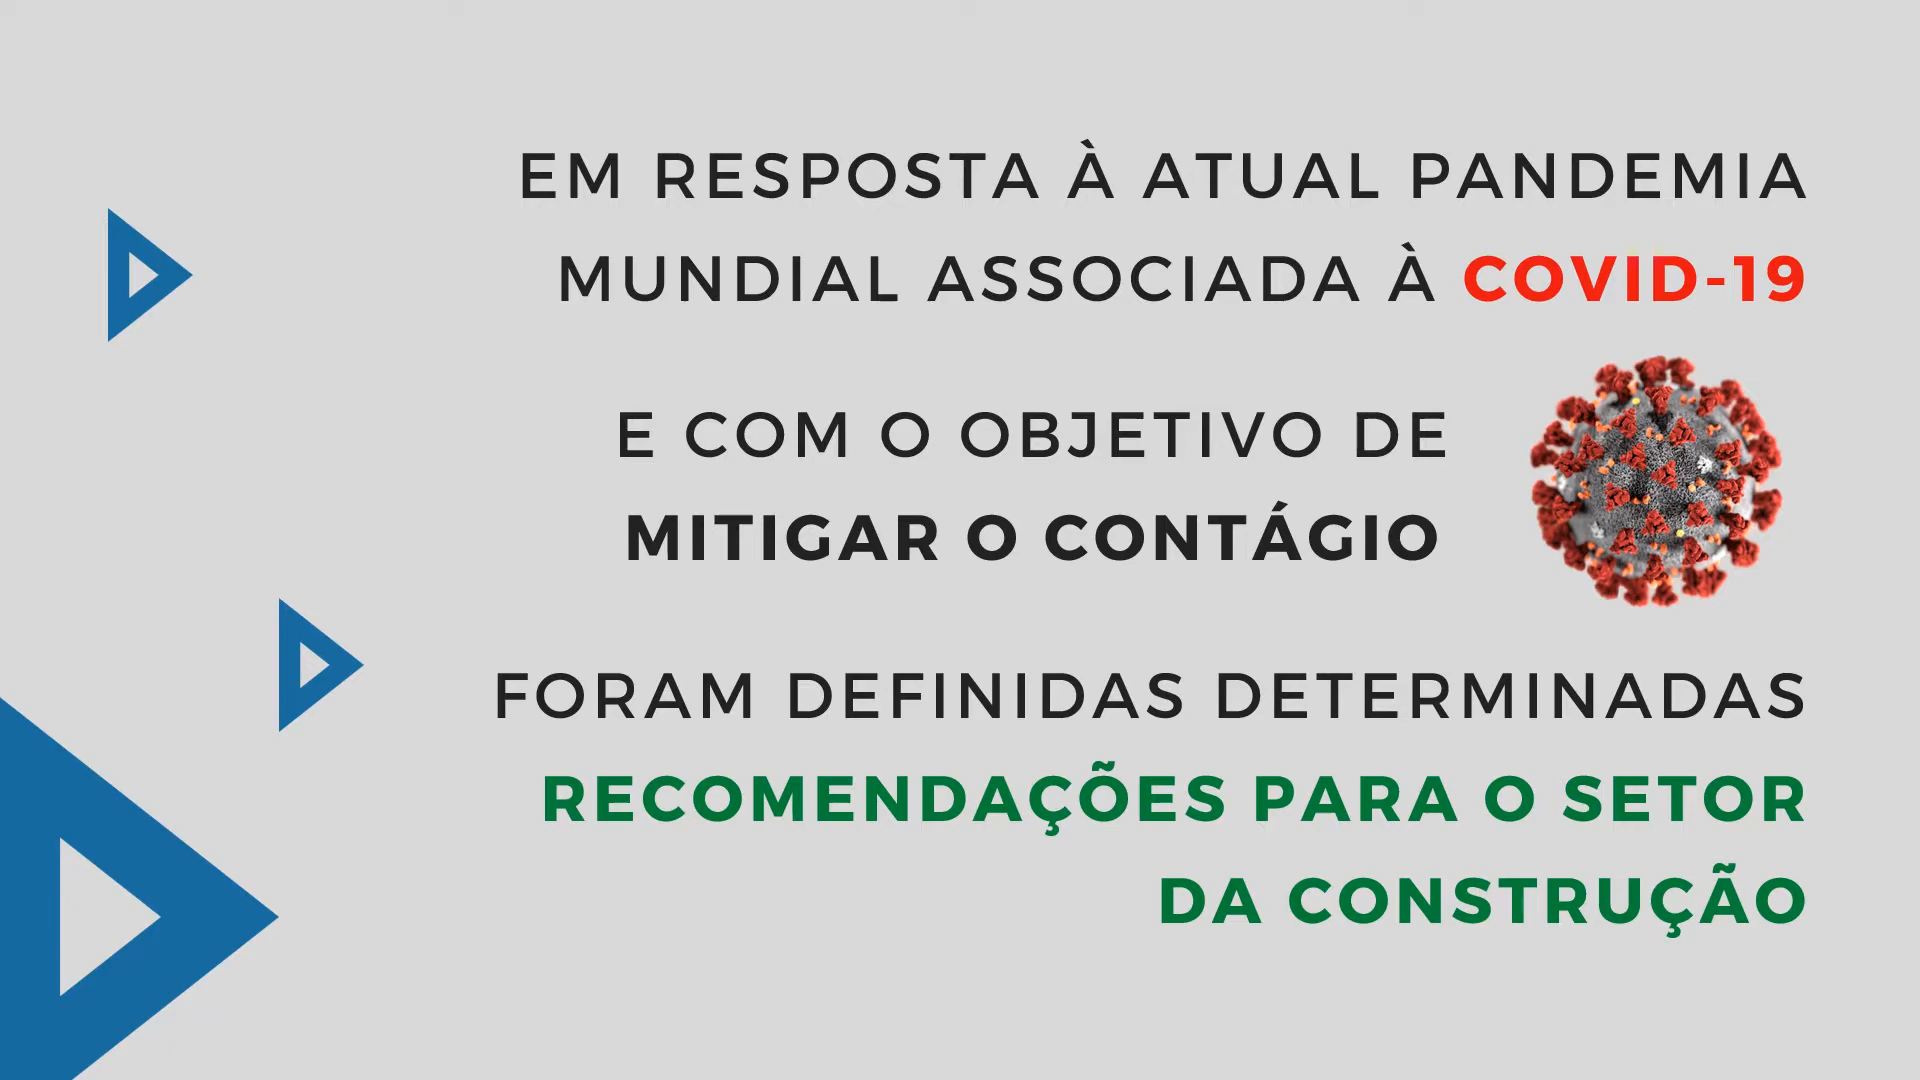 EM RESPOSTA À ATUAL PANDEMIA
MUNDIAL ASSOCIADA À COVID-19
E COM O OBJETIVO DE
MITIGAR O CONTÁGIO
FORAM DEFINIDAS DETERMINADAS
RECOMENDAÇÕES PARA O SETOR
DA CONSTRUÇÃO